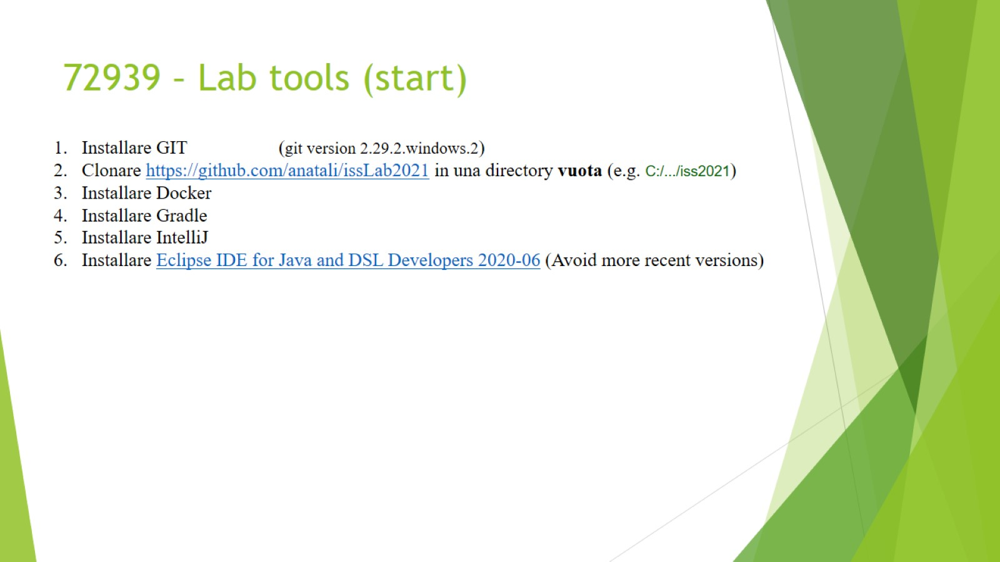 72939 – Lab tools (start)
1. Installare GIT (git version 2.29.2.windows.2)
2. Clonare https://github.com/anatali/issLab2021 in una directory vuota (e.g. C:/.../iss2021)
3. Installare Docker
4. Installare Gradle
5. Installare IntelliJ
6. Installare Eclipse IDE for Java and DSL Developers 2020-06 (Avoid more recent versions)